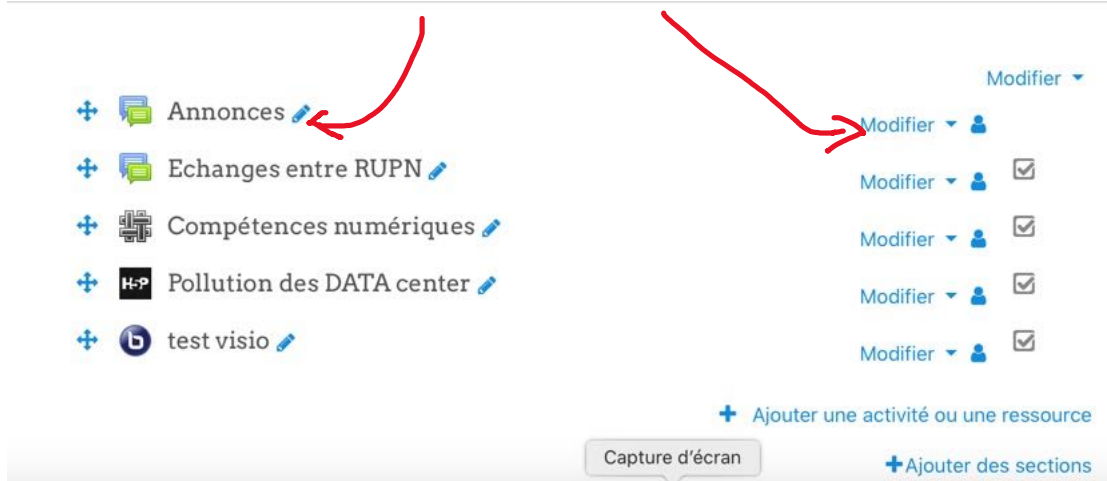 Modifier
Annonces Modifier
Echanges entre RUPN Modifier
Compétences numériques Modifier
H-5P Pollution des DATA center Modifier
b test visio Modifier
Ajouter une activité ou une ressource
Capture d'écran
Ajouter des sections